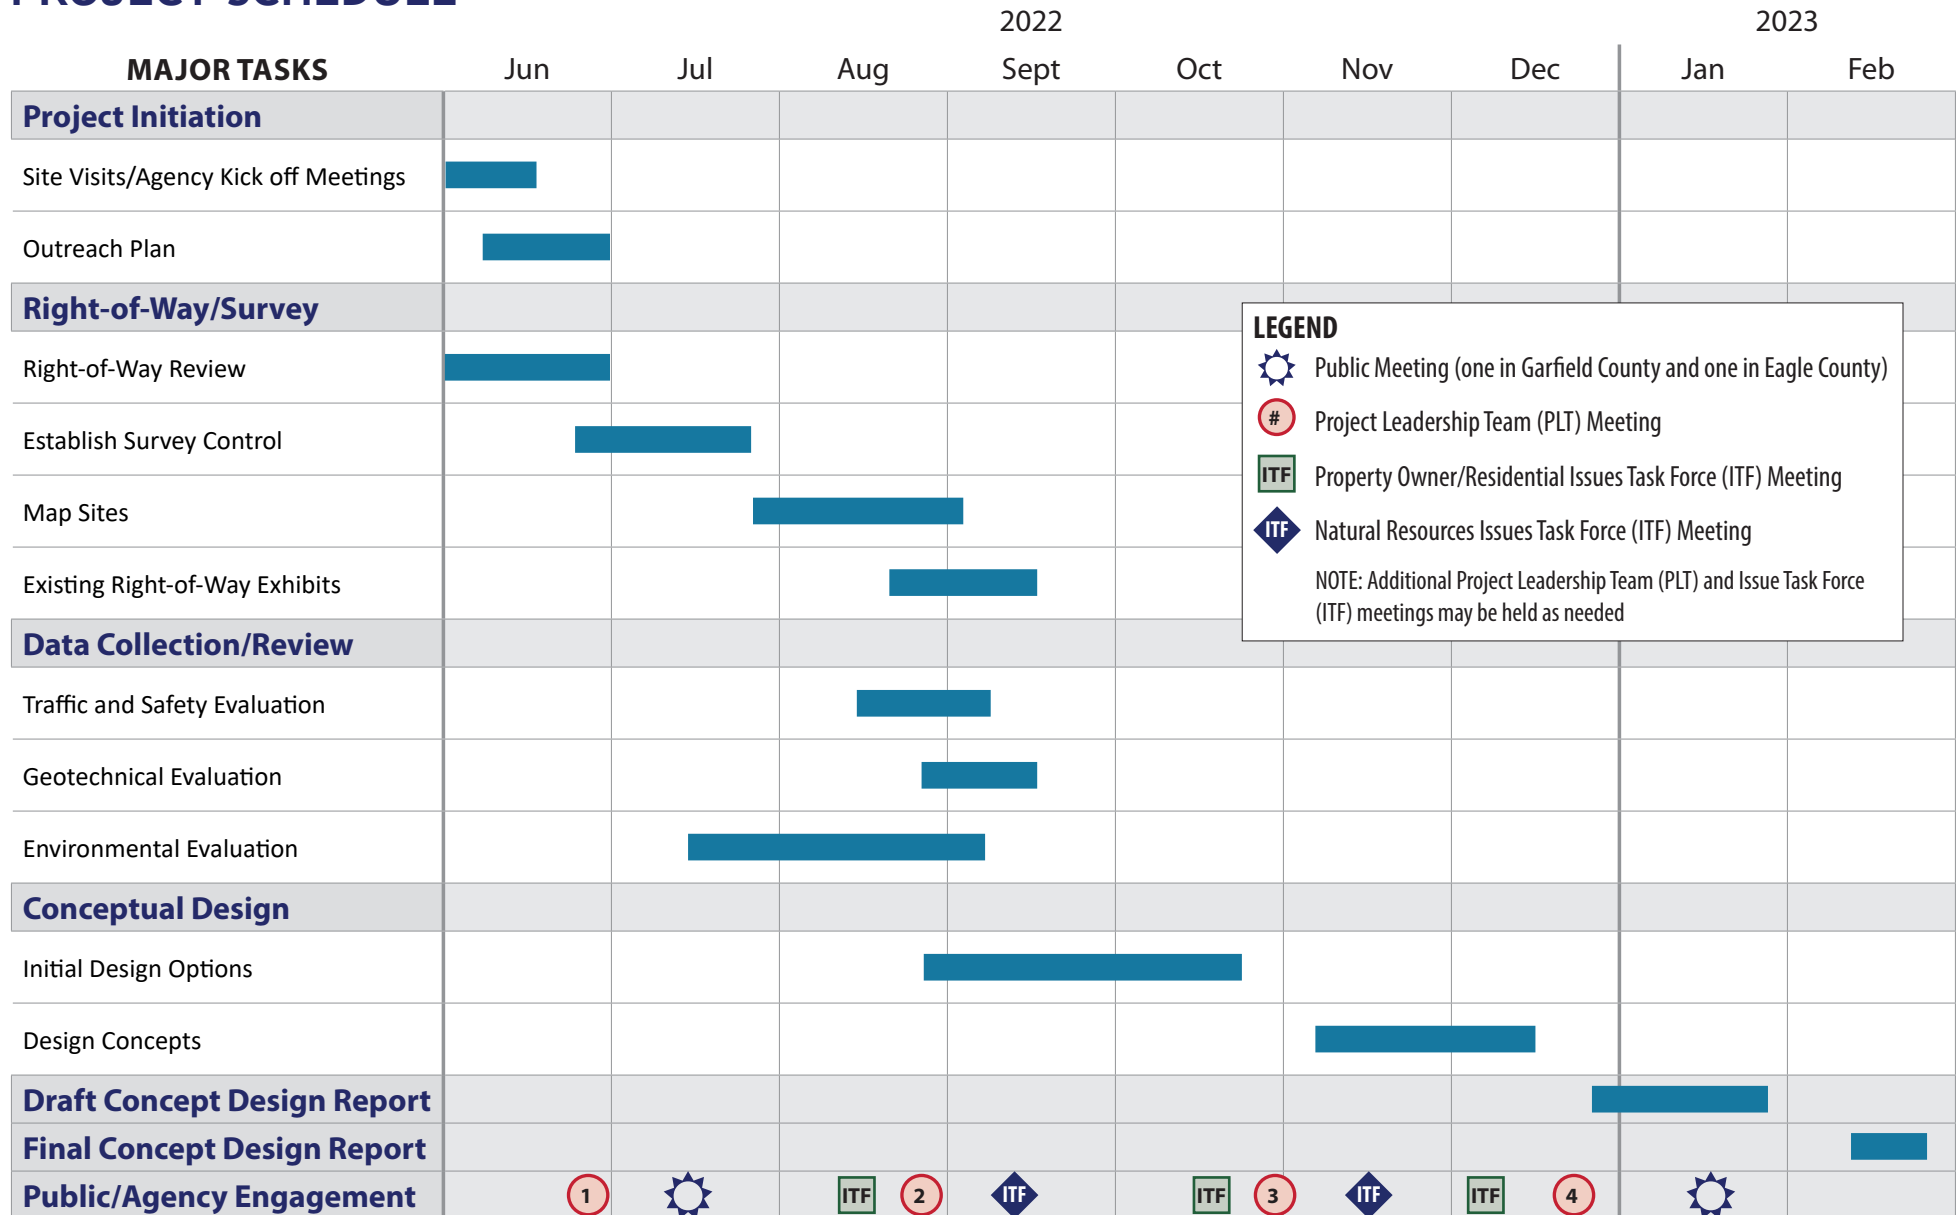 PROJECT SCHEDULE
2022 2023
MAJOR TASKS Jun Jul Aug Sept Oct Nov Dec Jan Feb
Project Initiation
Site Visits/Agency Kick off Meetings
Outreach Plan
Right-of-Way/Survey
Right-of-Way Review
Establish Survey Control
Map Sites
Existing Right-of-Way Exhibits
LEGEND
Public Meeting (one in Garfield County and one in Eagle County)
# Project Leadership Team (PLT) Meeting
ITF Property Owner/Residential Issues Task Force (ITF) Meeting
ITF Natural Resources Issues Task Force (ITF) Meeting
NOTE: Additional Project Leadership Team (PLT) and Issue Task Force
(ITF) meetings may be held as needed
Data Collection/Review
Traffic and Safety Evaluation
Geotechnical Evaluation
Environmental Evaluation
Conceptual Design
Initial Design Options
Design Concepts
Draft Concept Design Report
Final Concept Design Report
Public/Agency Engagement 1 ITF 2 ITF ITF 3 ITF ITF 4